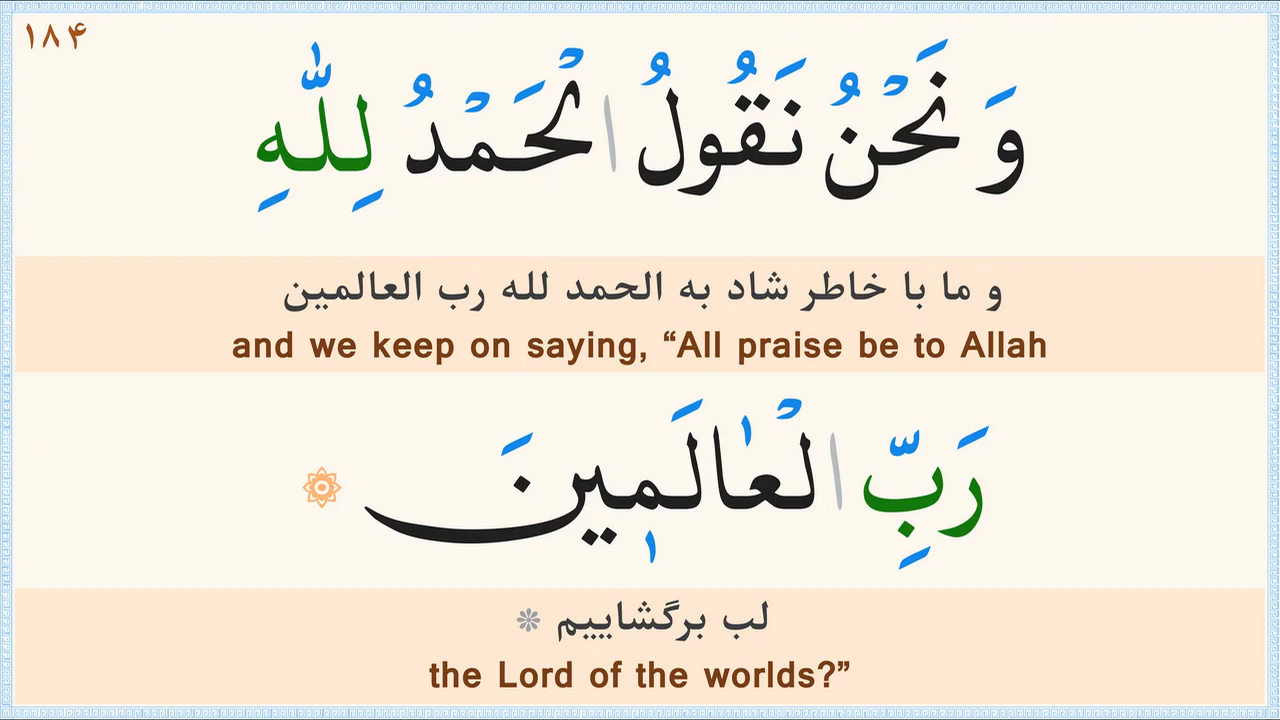 ۱۸۴
وَ نَحْنُ نَقُولُ الْحَمْدُ لِلّٰهِ
و ما با خاطر شاد به الحمد لله رب العالمین
and we keep on saying, “All praise be to Allah
رَبِّ الْعٰالَمِینَ
لب برگشاییم
the Lord of the worlds?”